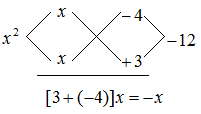 x -4
x² -12
x +3
[3+(-4)]x=-x